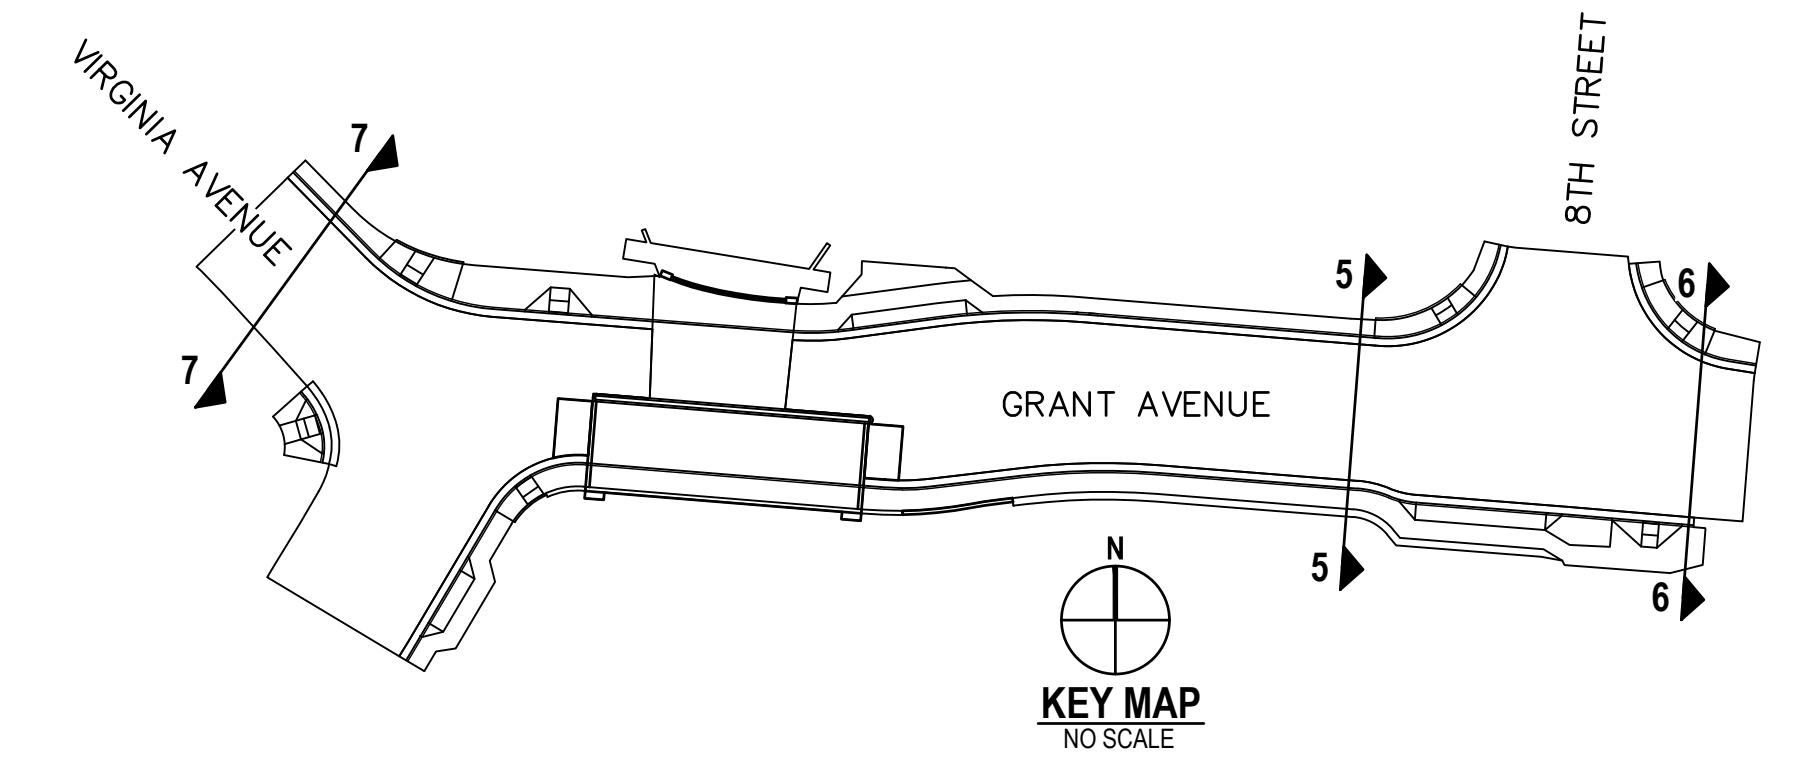 VIRGINIA AVENUE
8TH STREET
7
7
5
6
GRANT AVENUE
5
6
N
KEY MAP
NO SCALE